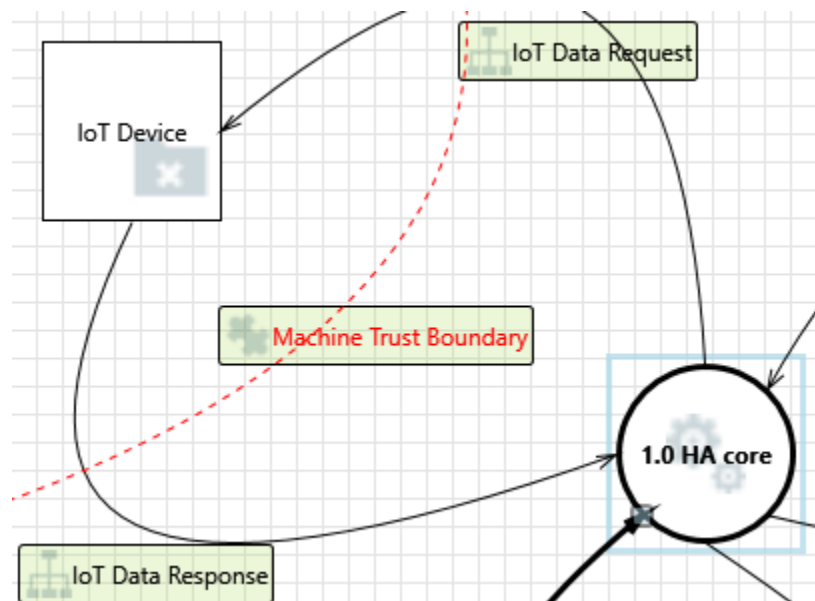 IoT Data Request
IoT Device
Machine Trust Boundary
1.0 HA core
IoT Data Response